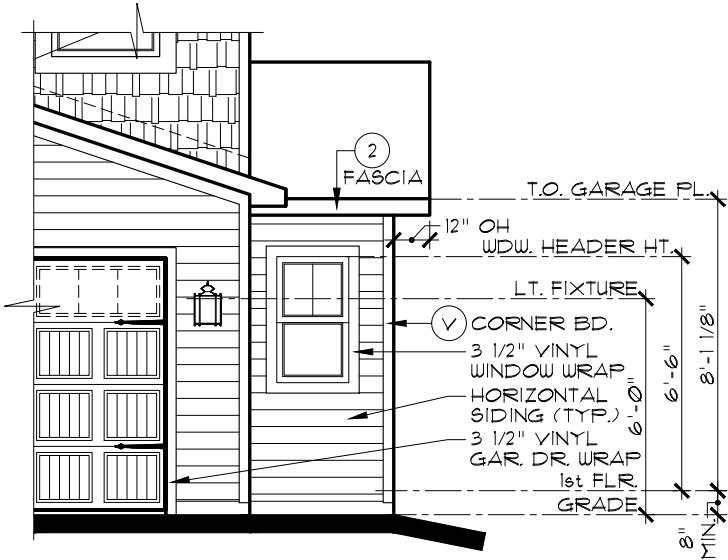 2
FASCIA
T.O. GARAGE PL.
12" OH
WDW. HEADER HT.
LT. FIXTURE
V CORNER BD.
3 1/2" VINYL
WINDOW WRAP
HORIZONTAL
SIDING (TYP.)
3 1/2" VINYL
GAR. DR. WRAP
1st FLR.
GRADE
6'-0"
6'-6"
8'-1 1/8"
8"
MIN.